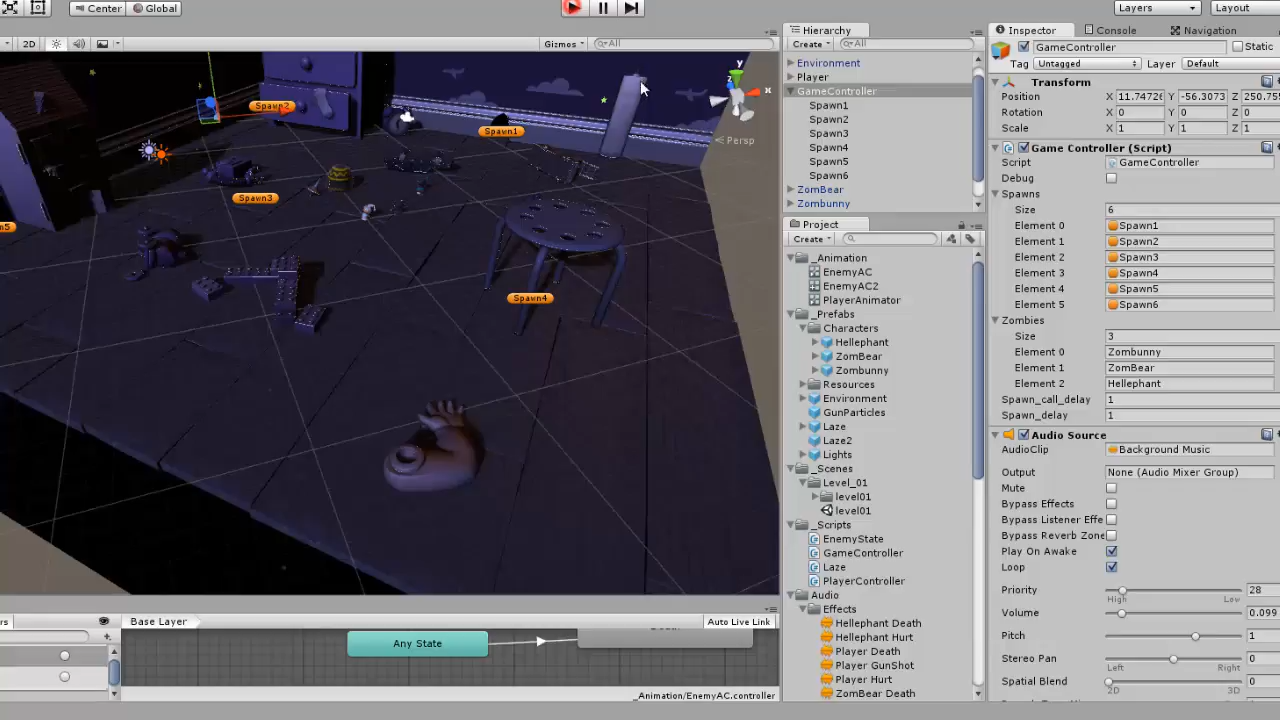 Center Global Layers Layout
2D Gizmos All
Hierarchy
Create All
Environment
Player
GameController
Spawn1
Spawn2
Spawn3
Spawn4
Spawn5
Spawn6
ZomBear
Zombunny
Spawn2
Spawn1
Spawn3
n5
Spawn4
y
z
x
Persp
Project
Create
_Animation
EnemyAC
EnemyAC2
PlayerAnimator
_Prefabs
Characters
Hellephant
ZomBear
Zombunny
Resources
Environment
GunParticles
Laze
Laze2
Lights
_Scenes
Level_01
level01
level01
_Scripts
EnemyState
GameController
Laze
PlayerController
Audio
Effects
Hellephant Death
Hellephant Hurt
Player Death
Player GunShot
Player Hurt
ZomBear Death
Inspector Console Navigation
GameController Static
Tag Untagged Layer Default
Transform
Position X 11.74726 Y -56.3073 Z 250.755
Rotation X 0 Y 0 Z 0
Scale X 1 Y 1 Z 1
Game Controller (Script)
Script GameController
Debug
Spawns
Size 6
Element 0 Spawn1
Element 1 Spawn2
Element 2 Spawn3
Element 3 Spawn4
Element 4 Spawn5
Element 5 Spawn6
Zombies
Size 3
Element 0 Zombunny
Element 1 ZomBear
Element 2 Hellephant
Spawn_call_delay 1
Spawn_delay 1
Audio Source
AudioClip Background Music
Output None (Audio Mixer Group)
Mute
Bypass Effects
Bypass Listener Effe
Bypass Reverb Zone
Play On Awake
Loop
Priority 28
High Low
Volume 0.099
Pitch 1
Stereo Pan 0
Left Right
Spatial Blend 0
2D 3D
rs Base Layer Auto Live Link
Any State
_Animation/EnemyAC.controller